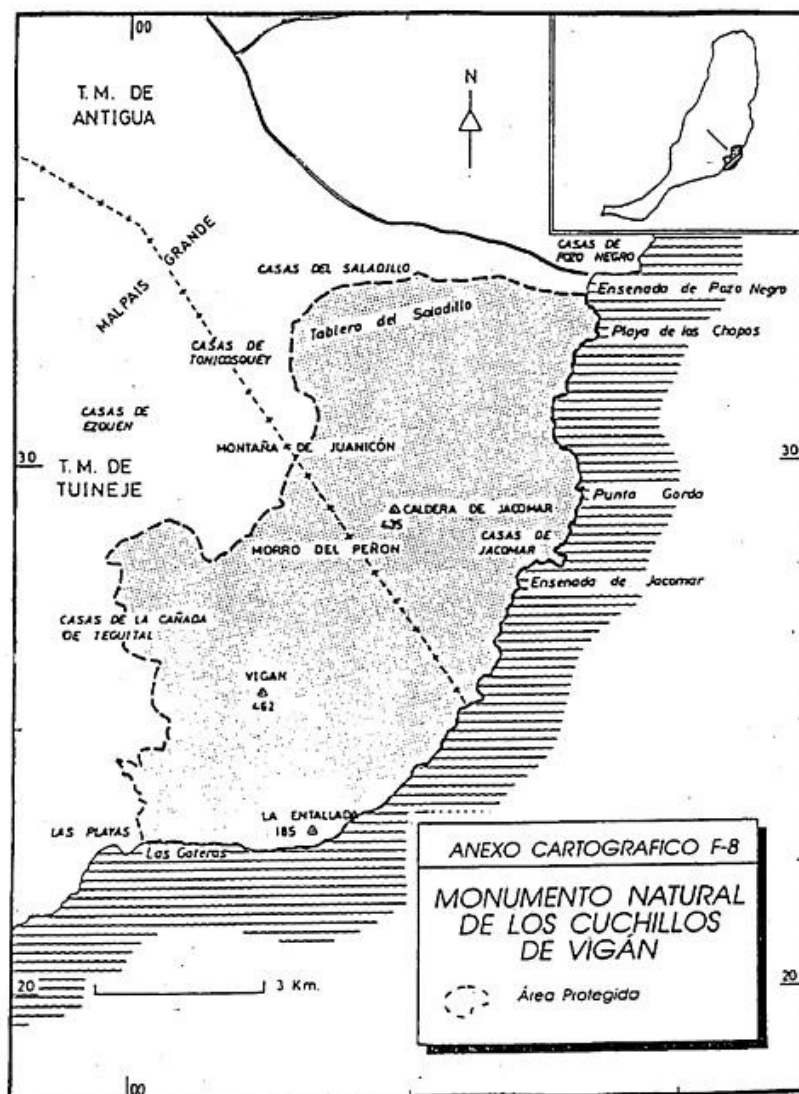 00
T.M. DE
ANTIGUA
N
MALPAIS GRANDE
CASAS DE
POZO NEGRO
CASAS DEL SALADILLO
Ensenada de Pozo Negro
Tablero del Saladillo
Playa de los Chopos
CASAS DE
TONICOSQUEY
CASAS DE
EZQUEN
MONTAÑA DE JUANICÓN
30
30
T.M. DE
TUINEJE
Punta Gorda
CALDERA DE JACOMAR
435
CASAS DE
JACOMAR
MORRO DEL PEÑON
Ensenada de Jacomar
CASAS DE LA CAÑADA
DE TEGUITAL
VIGAN
462
LA ENTALLADA
185
LAS PLAYAS
Las Gateras
ANEXO CARTOGRAFICO F-8
MONUMENTO NATURAL
DE LOS CUCHILLOS
DE VIGÁN
Área Protegida
20
3 Km.
20
00